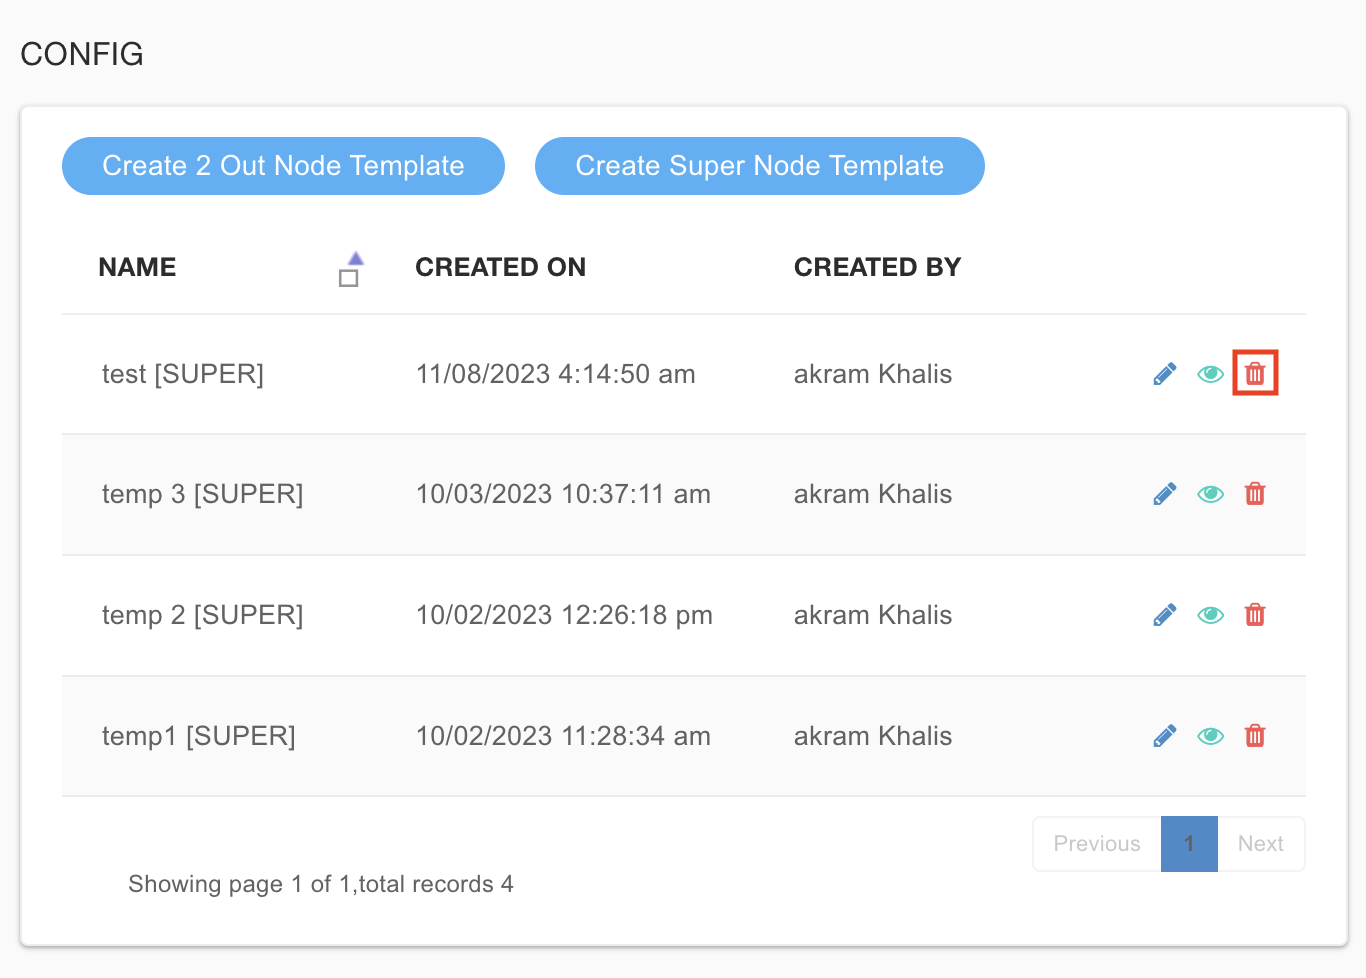 CONFIG
Create 2 Out Node Template Create Super Node Template
NAME CREATED ON CREATED BY
test [SUPER] 11/08/2023 4:14:50 am akram Khalis
temp 3 [SUPER] 10/03/2023 10:37:11 am akram Khalis
temp 2 [SUPER] 10/02/2023 12:26:18 pm akram Khalis
temp1 [SUPER] 10/02/2023 11:28:34 am akram Khalis
Previous 1 Next
Showing page 1 of 1,total records 4